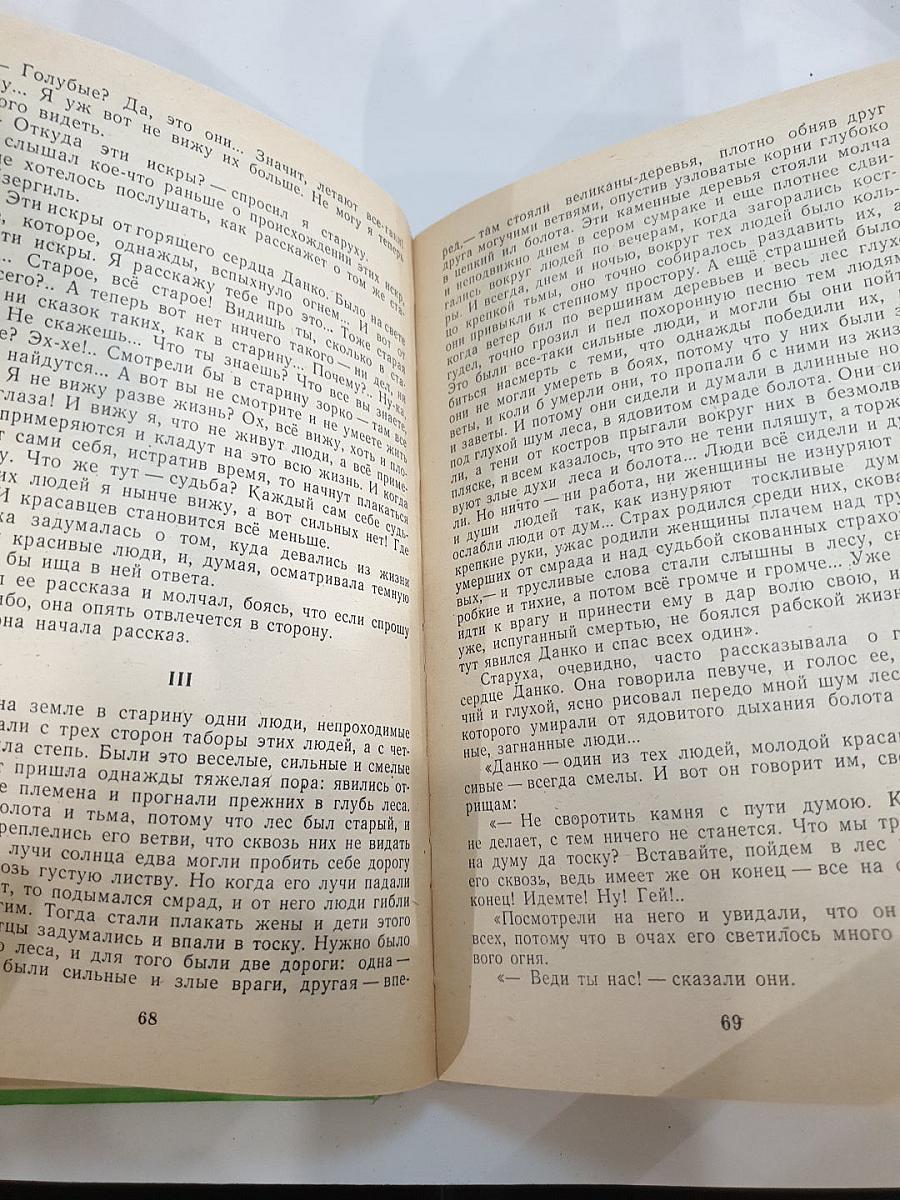 — Голубые? Да, это они... Значит, летают все-таки!
у... Я уж вот не вижу их больше. Не могу я теперь
ого видеть.
Откуда эти искры? — спросил я старуху.
слышал кое-что раньше о происхождении этих искр,
хотелось послушать, как расскажет о том же ста-
зергиль.
Эти искры от горящего сердца Данко. Было на свете
которое, однажды, вспыхнуло огнем... И вот от
ти искры. Я расскажу тебе про это... Тоже старая
... Старое, всё старое! Видишь ты, сколько в ста-
сего?.. А теперь вот нет ничего такого — ни дел, ни
ни сказок таких, как в старину... Почему?.. Ну-ка,
Не скажешь... Что ты знаешь? Что все вы знаете,
е? Эх-хе!.. Смотрели бы в старину зорко — там все
найдутся... А вот вы не смотрите и не умеете жить
Я не вижу разве жизнь? Ох, всё вижу, хоть и пло-
глаза! И вижу я, что не живут люди, а всё приме-
примеряются и кладут на это всю жизнь. И когда
т сами себя, истратив время, то начнут плакаться
у. Что же тут — судьба? Каждый сам себе судь-
их людей я нынче вижу, а вот сильных нет! Где
И красавцев становится всё меньше.
ха задумалась о том, куда девались из жизни
красивые люди, и, думая, осматривала темную
бы ища в ней ответа.
л ее рассказа и молчал, боясь, что если спрошу
ибо, она опять отвлечется в сторону.
она начала рассказ.
III
на земле в старину одни люди, непроходимые
али с трех сторон таборы этих людей, а с чет-
ла степь. Были это веселые, сильные и смелые
т пришла однажды тяжелая пора: явились от-
е племена и прогнали прежних в глубь леса.
олота и тьма, потому что лес был старый, и
реплелись его ветви, что сквозь них не видать
лучи солнца едва могли пробить себе дорогу
возь густую листву. Но когда его лучи падали
т, то подымался смрад, и от него люди гибли
гим. Тогда стали плакать жены и дети этого
тцы задумались и впали в тоску. Нужно было
о леса, и для того были две дороги: одна —
были сильные и злые враги, другая — впе-
68
ред,— там стояли великаны-деревья, плотно обняв друг
друга могучими ветвями, опустив узловатые корни глубоко
в цепкий ил болота. Эти каменные деревья стояли молча
и неподвижно днем в сером сумраке и еще плотнее сдви-
гались вокруг людей по вечерам, когда загорались кост-
ры. И всегда, днем и ночью, вокруг тех людей было коль-
цо крепкой тьмы, оно точно собиралось раздавить их, а
они привыкли к степному простору. А ещё страшней было,
когда ветер бил по вершинам деревьев и весь лес глухо
гудел, точно грозил и пел похоронную песню тем людям.
Это были все-таки сильные люди, и могли бы они пойти
биться насмерть с теми, что однажды победили их, но
они не могли умереть в боях, потому что у них были за
веты, и коли б умерли они, то пропали б с ними из жиз
и заветы. И потому они сидели и думали в длинные но
под глухой шум леса, в ядовитом смраде болота. Они си
ли, а тени от костров прыгали вокруг них в безмолв
пляске, и всем казалось, что это не тени пляшут, а торж
вуют злые духи леса и болота... Люди всё сидели и ду
ли. Но ничто — ни работа, ни женщины не изнуряют
и души людей так, как изнуряют тоскливые дум
ослабли люди от дум... Страх родился среди них, скова
крепкие руки, ужас родили женщины плачем над тру
умерших от смрада и над судьбой скованных страхо
вых,— и трусливые слова стали слышны в лесу, сн
робкие и тихие, а потом всё громче и громче... Уже
идти к врагу и принести ему в дар волю свою, и
уже, испуганный смертью, не боялся рабской жизн
тут явился Данко и спас всех один».
Старуха, очевидно, часто рассказывала о г
сердце Данко. Она говорила певуче, и голос ее,
чий и глухой, ясно рисовал передо мной шум лес
которого умирали от ядовитого дыхания болота
ные, загнанные люди...
«Данко — один из тех людей, молодой краса
сивые — всегда смелы. И вот он говорит им, св
рищам:
«— Не своротить камня с пути думою. К
не делает, с тем ничего не станется. Что мы тр
на думу да тоску? Вставайте, пойдем в лес
его сквозь, ведь имеет же он конец — все на с
конец! Идемте! Ну! Гей!..
«Посмотрели на него и увидали, что он
всех, потому что в очах его светилось много
вого огня.
«— Веди ты нас! — сказали они.
69